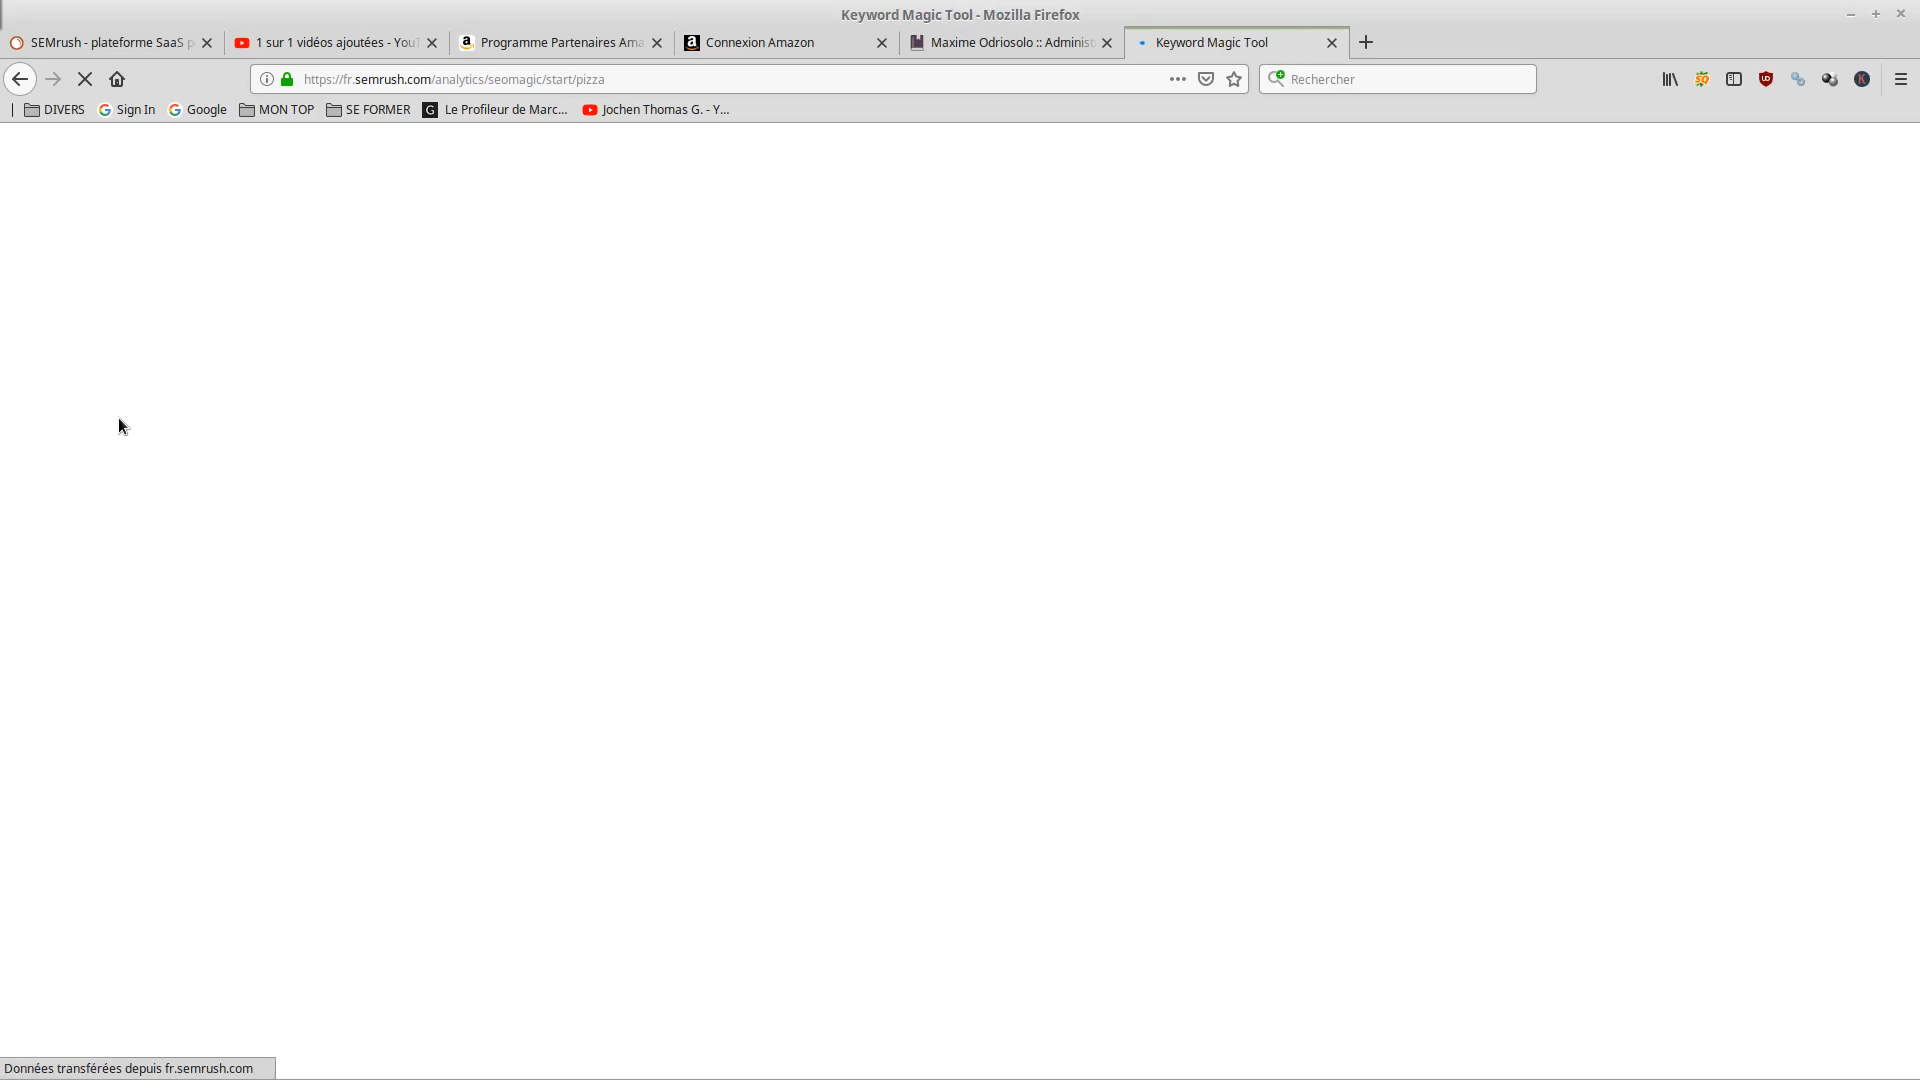 Keyword Magic Tool - Mozilla Firefox
SEMrush - plateforme SaaS p
1 sur 1 vidéos ajoutées - YouT
Programme Partenaires Ama
Connexion Amazon
Maxime Odriosolo :: Adminis
Keyword Magic Tool
https://fr.semrush.com/analytics/seomagic/start/pizza
Rechercher
DIVERS
Sign In
Google
MON TOP
SE FORMER
Le Profileur de Marc...
Jochen Thomas G. - Y...
Données transférées depuis fr.semrush.com